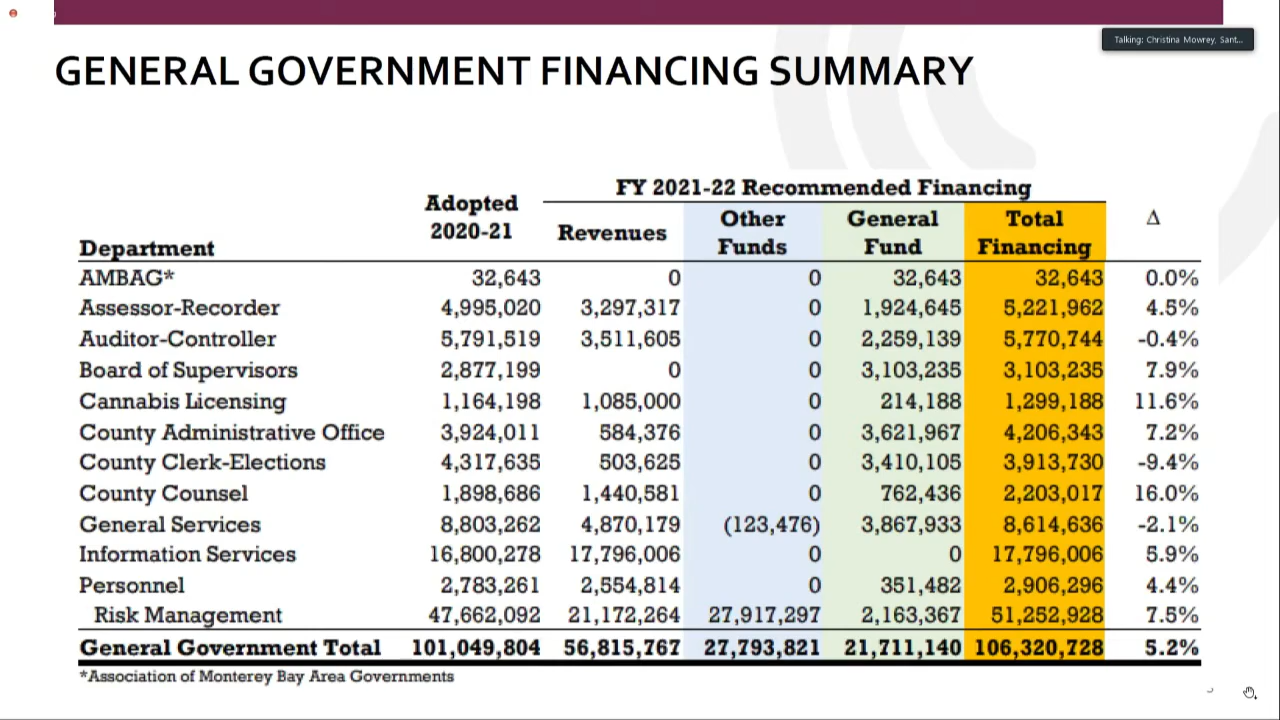 Talking: Christina Mowrey, Sant...
GENERAL GOVERNMENT FINANCING SUMMARY
FY 2021-22 Recommended Financing
Department Adopted 2020-21 Revenues Other Funds General Fund Total Financing Δ
AMBAG* 32,643 0 0 32,643 32,643 0.0%
Assessor-Recorder 4,995,020 3,297,317 0 1,924,645 5,221,962 4.5%
Auditor-Controller 5,791,519 3,511,605 0 2,259,139 5,770,744 -0.4%
Board of Supervisors 2,877,199 0 0 3,103,235 3,103,235 7.9%
Cannabis Licensing 1,164,198 1,085,000 0 214,188 1,299,188 11.6%
County Administrative Office 3,924,011 584,376 0 3,621,967 4,206,343 7.2%
County Clerk-Elections 4,317,635 503,625 0 3,410,105 3,913,730 -9.4%
County Counsel 1,898,686 1,440,581 0 762,436 2,203,017 16.0%
General Services 8,803,262 4,870,179 (123,476) 3,867,933 8,614,636 -2.1%
Information Services 16,800,278 17,796,006 0 0 17,796,006 5.9%
Personnel 2,783,261 2,554,814 0 351,482 2,906,296 4.4%
Risk Management 47,662,092 21,172,264 27,917,297 2,163,367 51,252,928 7.5%
General Government Total 101,049,804 56,815,767 27,793,821 21,711,140 106,320,728 5.2%
*Association of Monterey Bay Area Governments